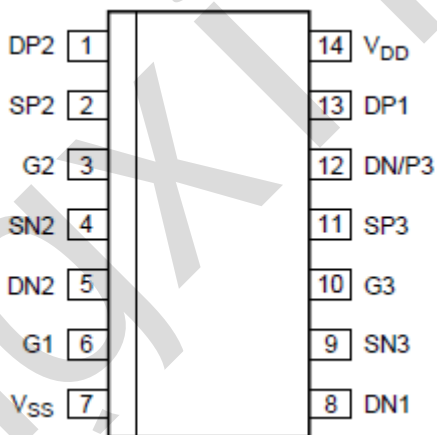 DP2 1 14 VDD
SP2 2 13 DP1
G2 3 12 DN/P3
SN2 4 11 SP3
DN2 5 10 G3
G1 6 9 SN3
VSS 7 8 DN1